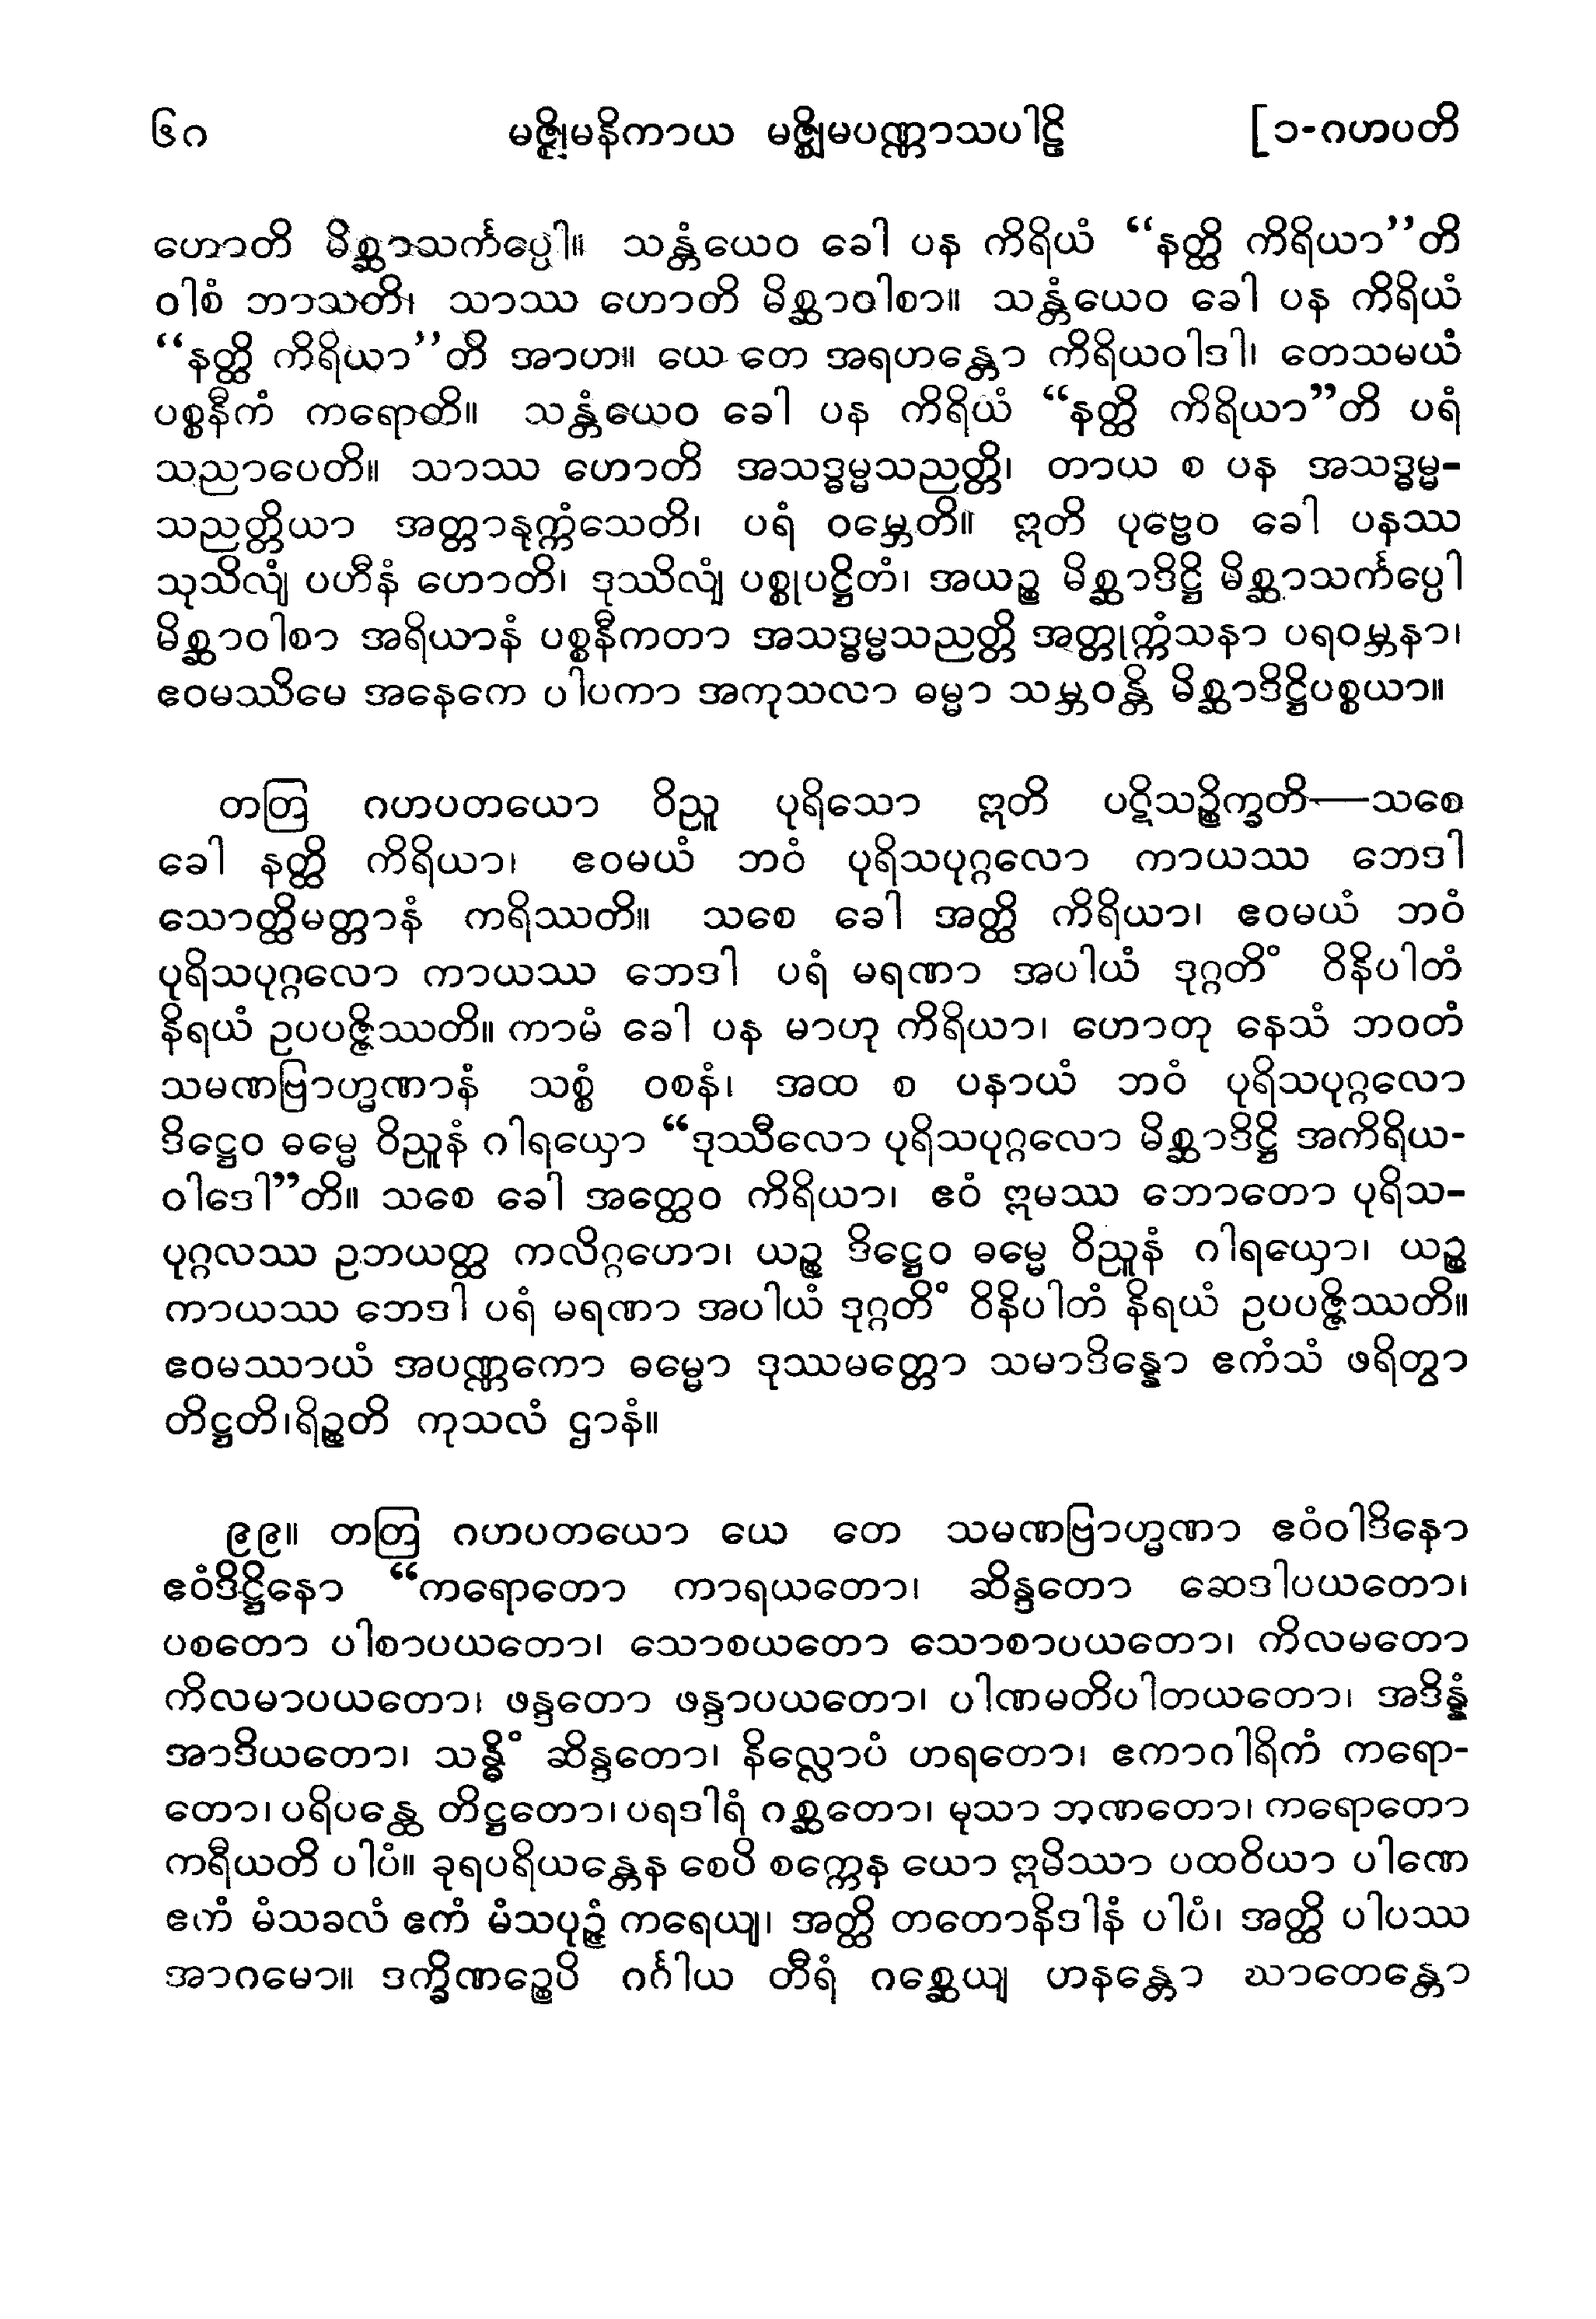 ၆ဂ မဇ္ဈိမနိကာယ မဇ္ဈိမပဏ္ဏာသပါဠိ [၁-ဂဟပတိ
ဟောတိ မိစ္ဆာသင်္ကပ္ပေါ။ သန္တံယေဝ ခေါ ပန ကိရိယံ “နတ္ထိ ကိရိယာ”တိ
ဝါစံ ဘာသတိ၊ သာဿ ဟောတိ မိစ္ဆာဝါစာ။ သန္တံယေဝ ခေါ ပန ကိရိယံ
“နတ္ထိ ကိရိယာ”တိ အာဟ။ ယေ တေ အရဟန္တော ကိရိယဝါဒါ၊ တေသမယံ
ပစ္စနီကံ ကရောတိ။ သန္တံယေဝ ခေါ ပန ကိရိယံ “နတ္ထိ ကိရိယာ”တိ ပရံ
သညာပေတိ။ သာဿ ဟောတိ အသဒ္ဓမ္မသညတ္တိ၊ တာယ စ ပန အသဒ္ဓမ္မ-
သညတ္တိယာ အတ္တာနုက္ကံသေတိ၊ ပရံ ဝမ္ဘေတိ။ ဣတိ ပုဗ္ဗေဝ ခေါ ပနဿ
သုသိလျံ ပဟီနံ ဟောတိ၊ ဒုဿိလျံ ပစ္စုပဋ္ဌိတံ၊ အယဉ္စ မိစ္ဆာဒိဋ္ဌိ မိစ္ဆာသင်္ကပ္ပေါ
မိစ္ဆာဝါစာ အရိယာနံ ပစ္စနီကတာ အသဒ္ဓမ္မသညတ္တိ အတ္တုက္ကံသနာ ပရဝမ္ဘနာ၊
ဧဝမဿိမေ အနေကေ ပါပကာ အကုသလာ ဓမ္မာ သမ္ဘဝန္တိ မိစ္ဆာဒိဋ္ဌိပစ္စယာ။
တတြ ဂဟပတယော ဝိညူ ပုရိသော ဣတိ ပဋိသဉ္စိက္ခတိ—သစေ
ခေါ နတ္ထိ ကိရိယာ၊ ဧဝမယံ ဘဝံ ပုရိသပုဂ္ဂလော ကာယဿ ဘေဒါ
သောတ္ထိမတ္တာနံ ကရိဿတိ။ သစေ ခေါ အတ္ထိ ကိရိယာ၊ ဧဝမယံ ဘဝံ
ပုရိသပုဂ္ဂလော ကာယဿ ဘေဒါ ပရံ မရဏာ အပါယံ ဒုဂ္ဂတိံ ဝိနိပါတံ
နိရယံ ဥပပဇ္ဇိဿတိ။ ကာမံ ခေါ ပန မာဟု ကိရိယာ၊ ဟောတု နေသံ ဘဝတံ
သမဏဗြာဟ္မဏာနံ သစ္စံ ဝစနံ၊ အထ စ ပနာယံ ဘဝံ ပုရိသပုဂ္ဂလော
ဒိဋ္ဌေဝ ဓမ္မေ ဝိညူနံ ဂါရယှော “ဒုဿီလော ပုရိသပုဂ္ဂလော မိစ္ဆာဒိဋ္ဌိ အကိရိယ-
ဝါဒေါ”တိ။ သစေ ခေါ အတ္ထေဝ ကိရိယာ၊ ဧဝံ ဣမဿ ဘောတော ပုရိသ-
ပုဂ္ဂလဿ ဥဘယတ္ထ ကလိဂ္ဂဟော၊ ယဉ္စ ဒိဋ္ဌေဝ ဓမ္မေ ဝိညူနံ ဂါရယှော၊ ယဉ္စ
ကာယဿ ဘေဒါ ပရံ မရဏာ အပါယံ ဒုဂ္ဂတိံ ဝိနိပါတံ နိရယံ ဥပပဇ္ဇိဿတိ။
ဧဝမဿာယံ အပဏ္ဏကော ဓမ္မော ဒုဿမတ္တော သမာဒိန္နော ဧကံသံ ဖရိတွာ
တိဋ္ဌတိ၊ရိဉ္စတိ ကုသလံ ဌာနံ။
၉၉။ တတြ ဂဟပတယော ယေ တေ သမဏဗြာဟ္မဏာ ဧဝံဝါဒိနော
ဧဝံဒိဋ္ဌိနော “ကရောတော ကာရယတော၊ ဆိန္ဒတော ဆေဒါပယတော၊
ပစတော ပါစာပယတော၊ သောစယတော သောစာပယတော၊ ကိလမတော
ကိလမာပယတော၊ ဖန္ဒတော ဖန္ဒာပယတော၊ ပါဏမတိပါတယတော၊ အဒိန္နံ
အာဒိယတော၊ သန္ဓိံ ဆိန္ဒတော၊ နိလ္လောပံ ဟရတော၊ ဧကာဂါရိကံ ကရော-
တော၊ ပရိပန္ထေ တိဋ္ဌတော၊ ပရဒါရံ ဂစ္ဆတော၊ မုသာ ဘဏတော၊ ကရောတော
ကရီယတိ ပါပံ။ ခုရပရိယန္တေန စေပိ စက္ကေန ယော ဣမိဿာ ပထဝိယာ ပါဏေ
ဧကံ မံသခလံ ဧကံ မံသပုဉ္ဇံ ကရေယျ၊ အတ္ထိ တတောနိဒါနံ ပါပံ၊ အတ္ထိ ပါပဿ
အာဂမော။ ဒက္ခိဏဉ္စေပိ ဂင်္ဂါယ တီရံ ဂစ္ဆေယျ ဟနန္တော ဃာတေန္တော